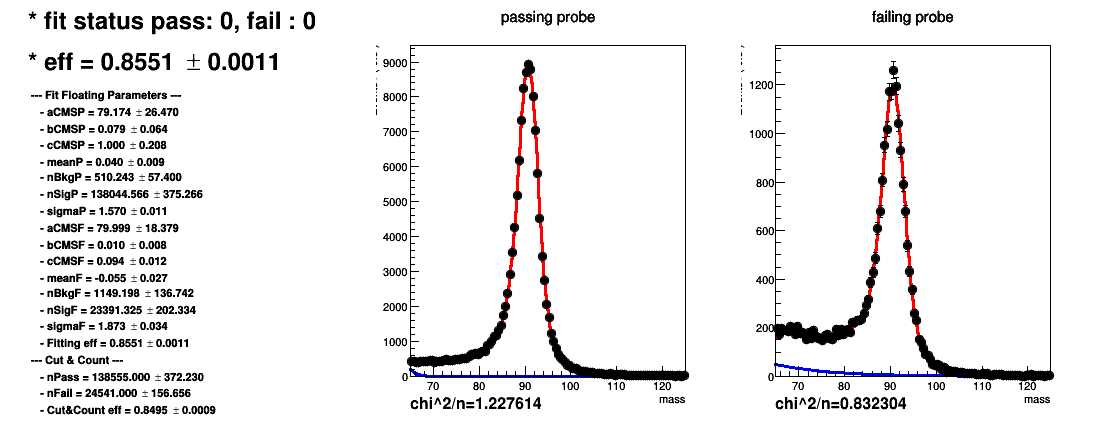 * fit status pass: 0, fail : 0
* eff = 0.8551 ± 0.0011
--- Fit Floating Parameters ---
- aCMSP = 79.174 ± 26.470
- bCMSP = 0.079 ± 0.064
- cCMSP = 1.000 ± 0.208
- meanP = 0.040 ± 0.009
- nBkgP = 510.243 ± 57.400
- nSigP = 138044.566 ± 375.266
- sigmaP = 1.570 ± 0.011
- aCMSF = 79.999 ± 18.379
- bCMSF = 0.010 ± 0.008
- cCMSF = 0.094 ± 0.012
- meanF = -0.055 ± 0.027
- nBkgF = 1149.198 ± 136.742
- nSigF = 23391.325 ± 202.334
- sigmaF = 1.873 ± 0.034
- Fitting eff = 0.8551 ± 0.0011
--- Cut & Count ---
- nPass = 138555.000 ± 372.230
- nFail = 24541.000 ± 156.656
- Cut&Count eff = 0.8495 ± 0.0009
passing probe
9000
8000
7000
6000
5000
4000
3000
2000
1000
0
70 80 90 100 110 120
mass
chi^2/n=1.227614
failing probe
1200
1000
800
600
400
200
0
70 80 90 100 110 120
mass
chi^2/n=0.832304